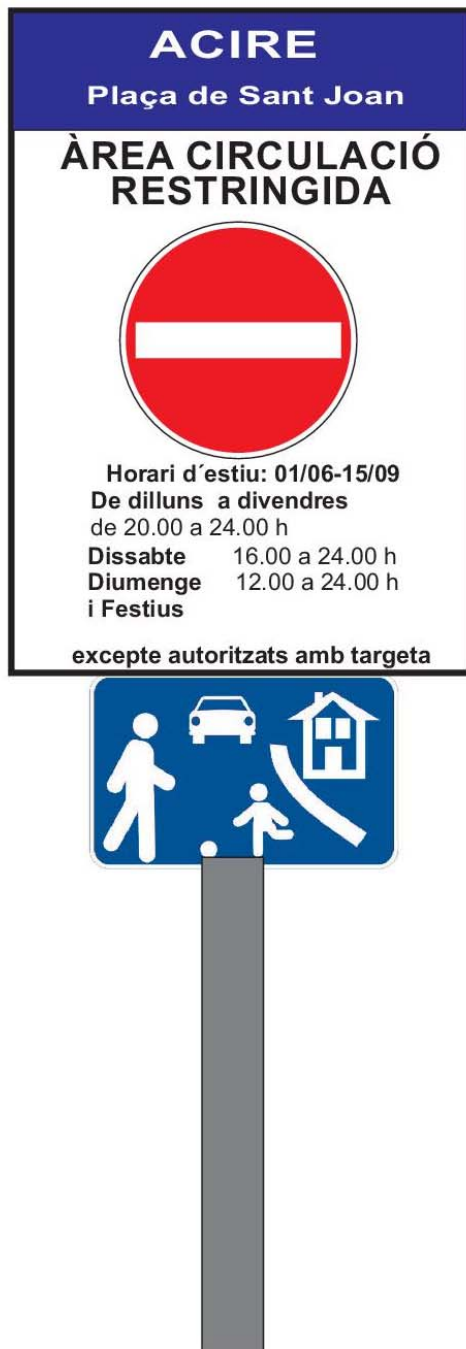 ACIRE
Plaça de Sant Joan
ÀREA CIRCULACIÓ
RESTRINGIDA
Horari d´estiu: 01/06-15/09
De dilluns a divendres
de 20.00 a 24.00 h
Dissabte 16.00 a 24.00 h
Diumenge 12.00 a 24.00 h
i Festius
excepte autoritzats amb targeta